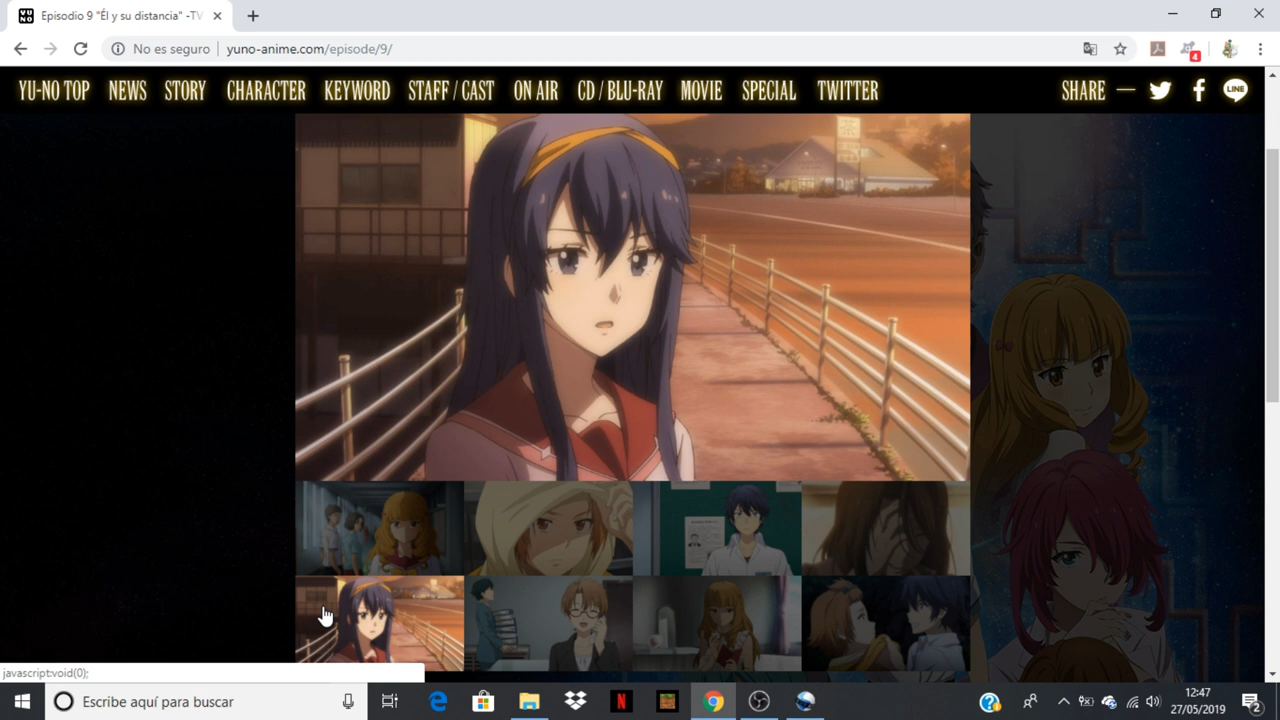 Episodio 9 "Él y su distancia" -TV
No es seguro
yuno-anime.com/episode/9/
4
YU-NO TOP
NEWS
STORY
CHARACTER
KEYWORD
STAFF / CAST
ON AIR
CD / BLU-RAY
MOVIE
SPECIAL
TWITTER
SHARE
LINE
javascript:void(0);
Escribe aquí para buscar
12:47
27/05/2019
2